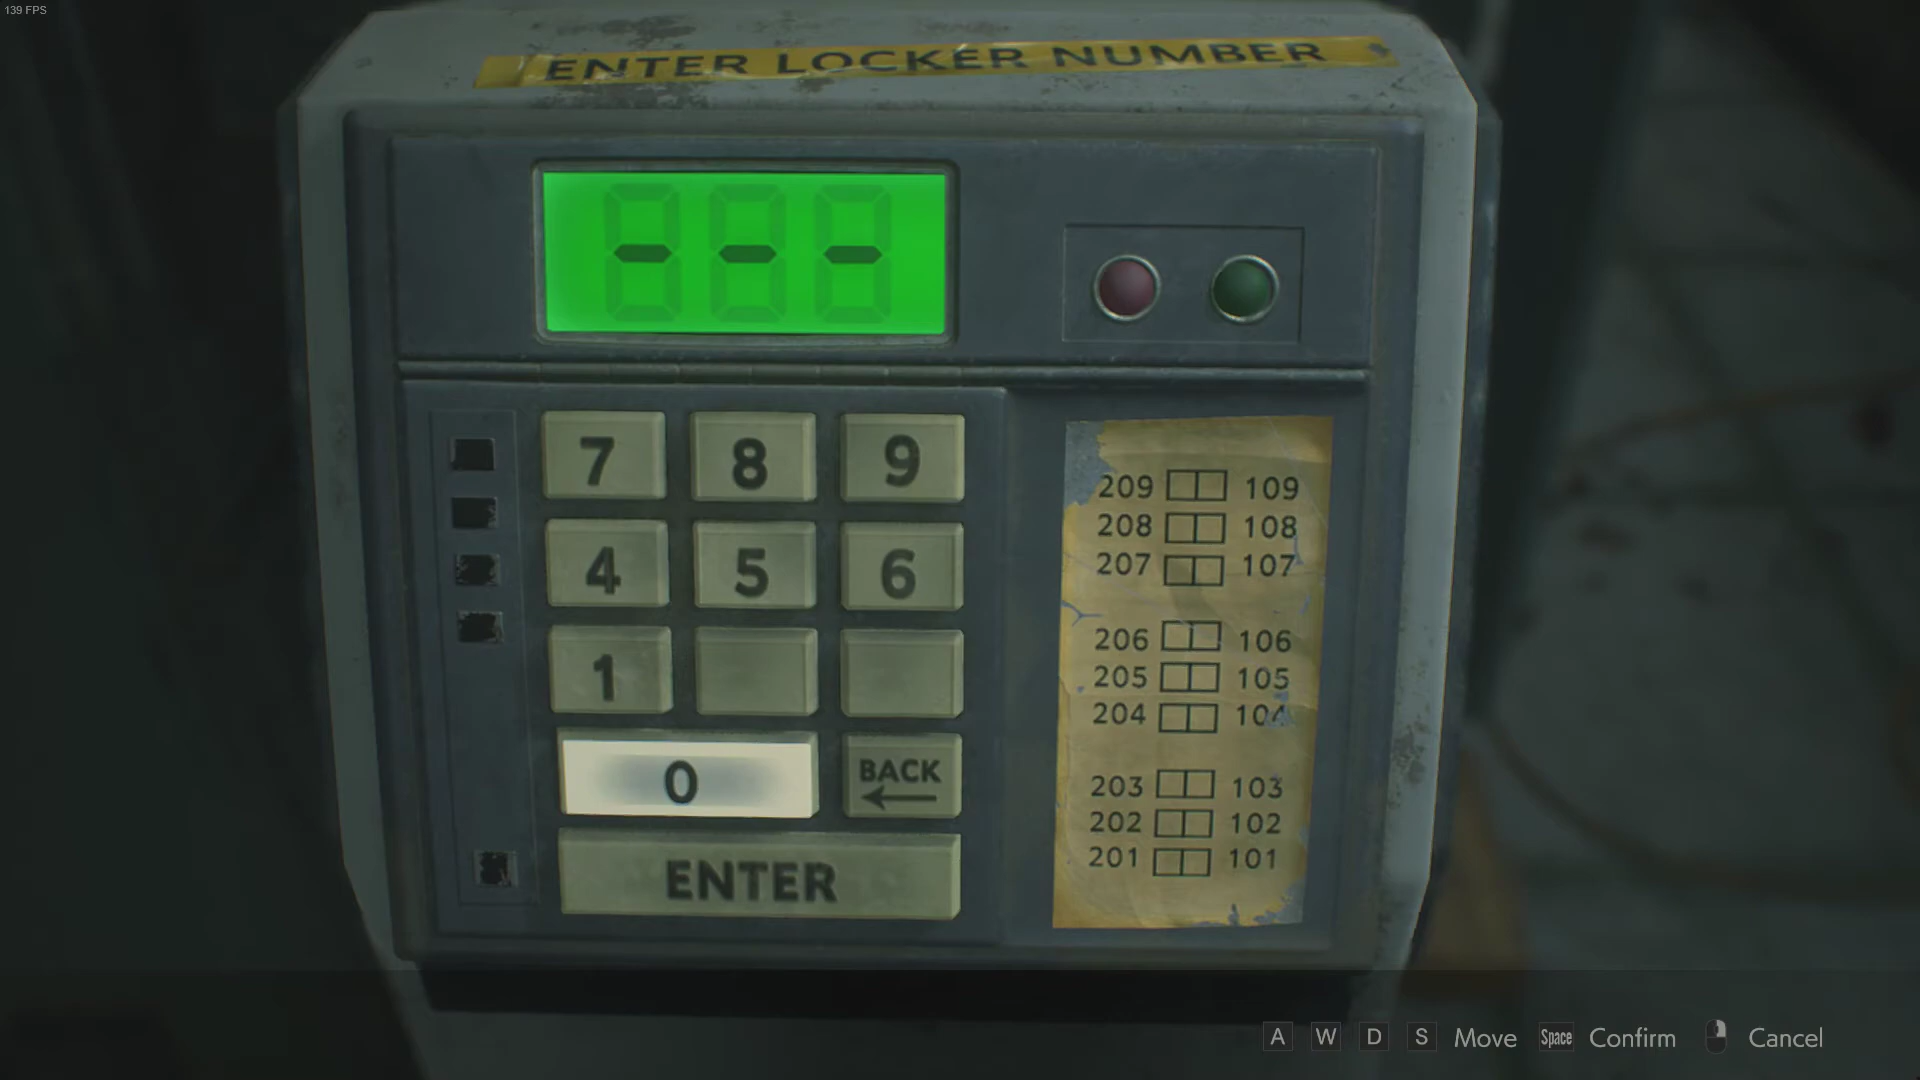 139 FPS
ENTER LOCKER NUMBER
- - -
7 8 9
4 5 6
1
0 BACK
ENTER
209 109
208 108
207 107
206 106
205 105
204 104
203 103
202 102
201 101
A W D S Move Space Confirm Cancel